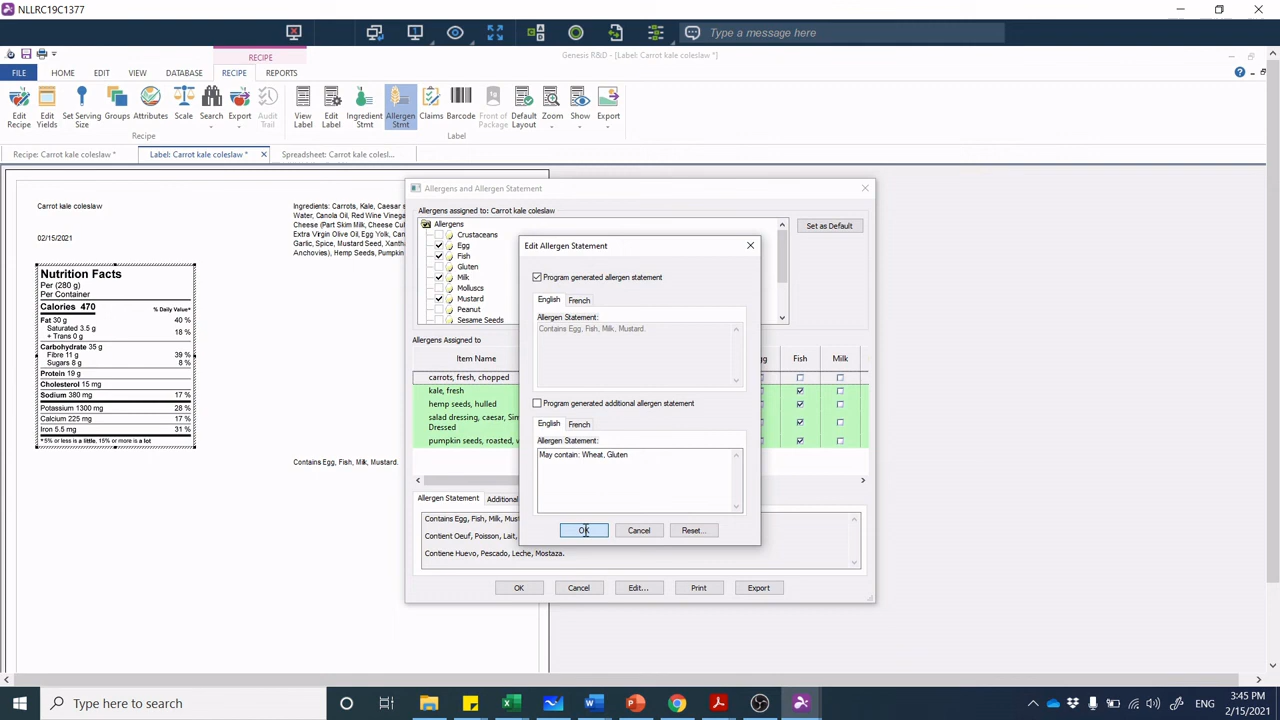 NLLRC19C1377
Type a message here
RECIPE
Genesis R&D - [Label: Carrot kale coleslaw *]
FILE HOME EDIT VIEW DATABASE RECIPE REPORTS
Edit Recipe
Edit Yields
Set Serving Size
Groups
Attributes
Scale
Search
Export
Audit Trail
View Label
Edit Label
Ingredient Stmt
Allergen Stmt
Claims
Barcode
Front of Package
Default Layout
Zoom
Show
Export
Recipe
Label
Recipe: Carrot kale coleslaw *
Label: Carrot kale coleslaw *
Spreadsheet: Carrot kale colesl...
Carrot kale coleslaw
02/15/2021
Ingredients: Carrots, Kale, Caesar s
Water, Canola Oil, Red Wine Vinega
Cheese (Part Skim Milk, Cheese Cul
Extra Virgin Olive Oil, Egg Yolk, Can
Garlic, Spice, Mustard Seed, Xanthi
Anchovies), Hemp Seeds, Pumpkin
Nutrition Facts
Per (280 g)
Per Container
Calories 470 % Daily Value*
Fat 30 g 40 %
Saturated 3.5 g
+ Trans 0 g 18 %
Carbohydrate 35 g
Fibre 11 g 39 %
Sugars 8 g 8 %
Protein 19 g
Cholesterol 15 mg
Sodium 380 mg 17 %
Potassium 1300 mg 28 %
Calcium 225 mg 17 %
Iron 5.5 mg 31 %
*5% or less is a little. 15% or more is a lot
Contains Egg, Fish, Milk, Mustard.
Allergens and Allergen Statement
Allergens assigned to: Carrot kale coleslaw
Set as Default
Allergens
Crustaceans
Egg
Fish
Gluten
Milk
Molluscs
Mustard
Peanut
Sesame Seeds
Allergens Assigned to
Item Name gg Fish Milk
carrots, fresh, chopped
kale, fresh
hemp seeds, hulled
salad dressing, caesar, Sim
Dressed
pumpkin seeds, roasted, w
Allergen Statement Additional
Contains Egg, Fish, Milk, Must
Contient Oeuf, Poisson, Lait,
Contiene Huevo, Pescado, Leche, Mostaza.
OK Cancel Edit... Print Export
Edit Allergen Statement
Program generated allergen statement
English French
Allergen Statement:
Contains Egg, Fish, Milk, Mustard.
Program generated additional allergen statement
English French
Allergen Statement:
May contain: Wheat, Gluten
OK Cancel Reset...
Type here to search
ENG
3:45 PM
2/15/2021